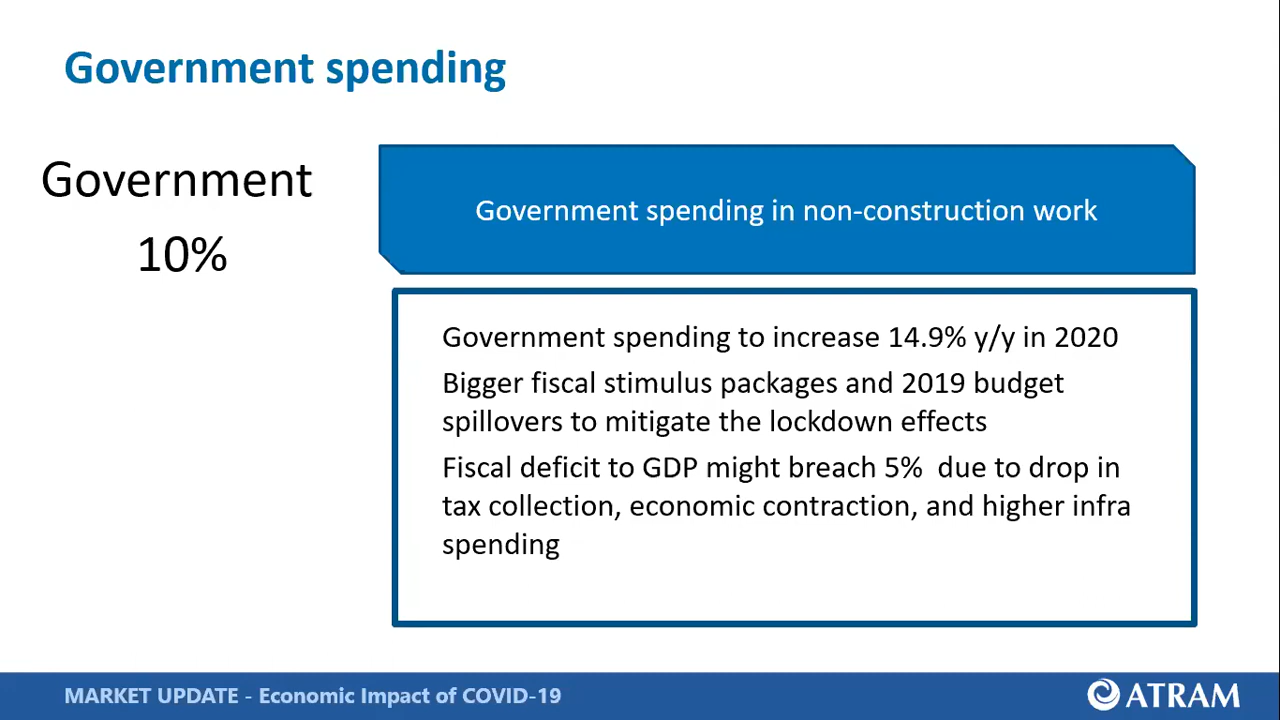 Government spending
Government
10%
Government spending in non-construction work
Government spending to increase 14.9% y/y in 2020
Bigger fiscal stimulus packages and 2019 budget
spillovers to mitigate the lockdown effects
Fiscal deficit to GDP might breach 5%  due to drop in
tax collection, economic contraction, and higher infra
spending
MARKET UPDATE - Economic Impact of COVID-19
ATRAM